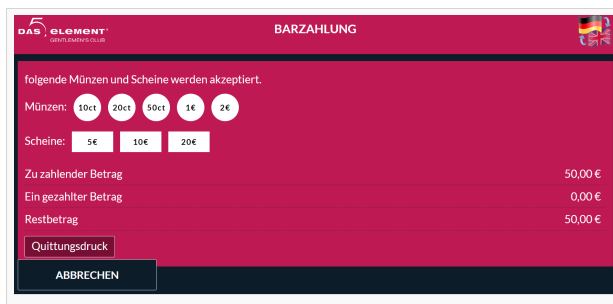 DAS 5 ELEMENT
GENTLEMEN'S CLUB
BARZAHLUNG
folgende Münzen und Scheine werden akzeptiert.
Münzen: 10ct 20ct 50ct 1€ 2€
Scheine: 5€ 10€ 20€
Zu zahlender Betrag 50,00 €
Ein gezahlter Betrag 0,00 €
Restbetrag 50,00 €
Quittungsdruck
ABBRECHEN